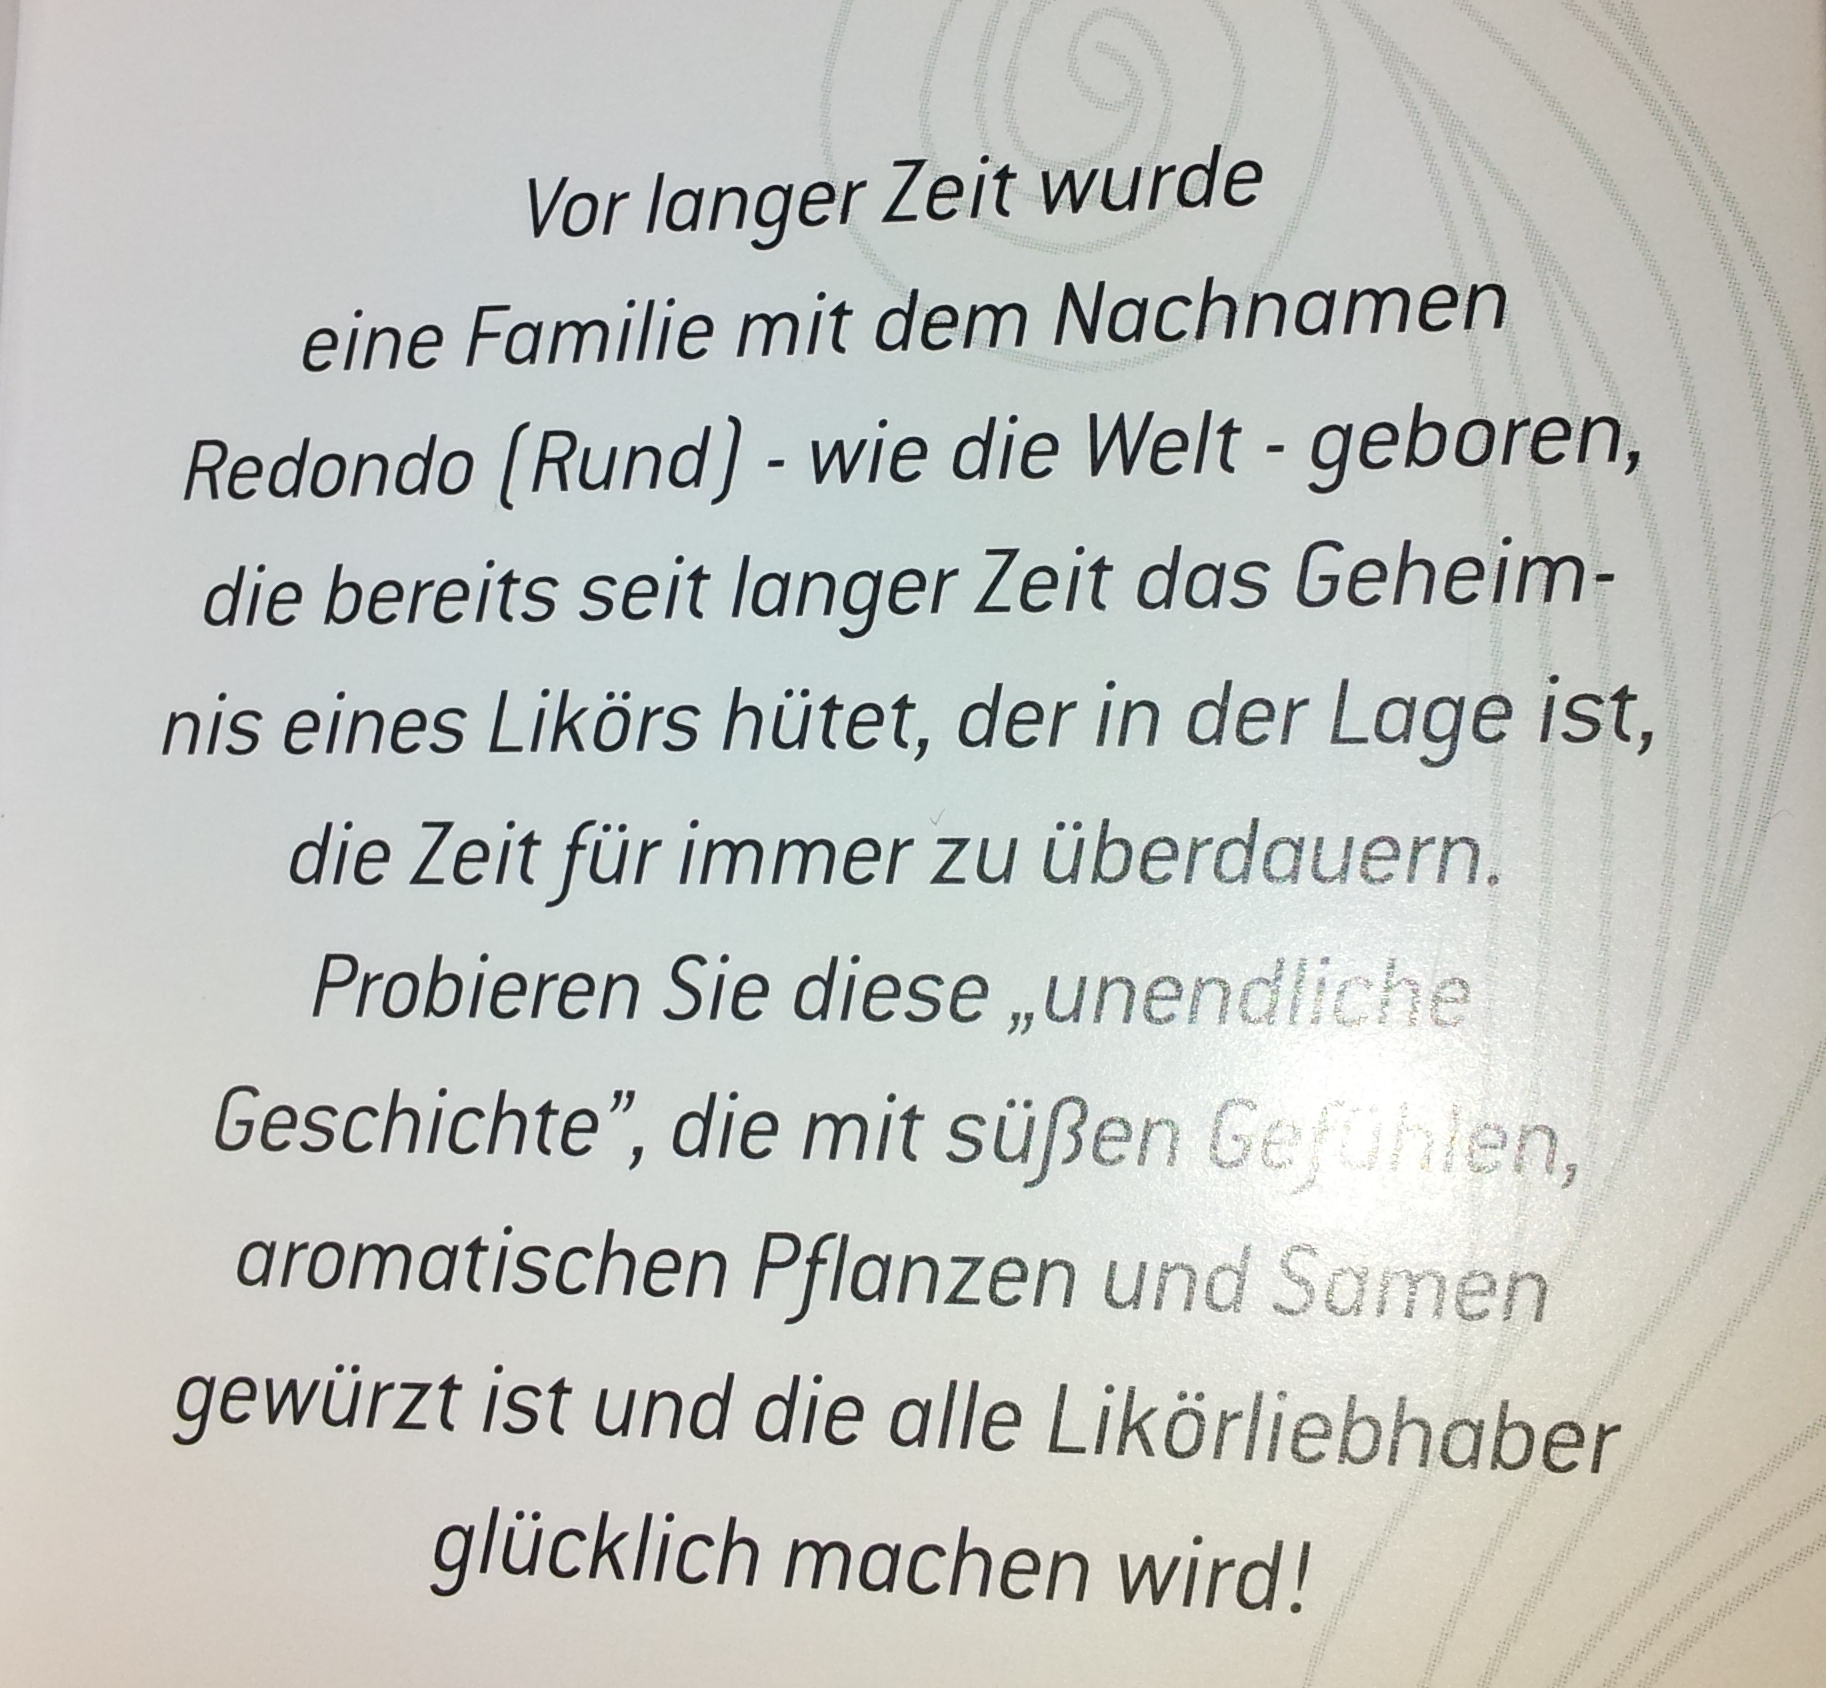 Vor langer Zeit wurde
eine Familie mit dem Nachnamen
Redondo (Rund) - wie die Welt - geboren,
die bereits seit langer Zeit das Geheim-
nis eines Likörs hütet, der in der Lage ist,
die Zeit für immer zu überdauern.
Probieren Sie diese „unendliche
Geschichte”, die mit süßen Gefühlen,
aromatischen Pflanzen und Samen
gewürzt ist und die alle Likörliebhaber
glücklich machen wird!